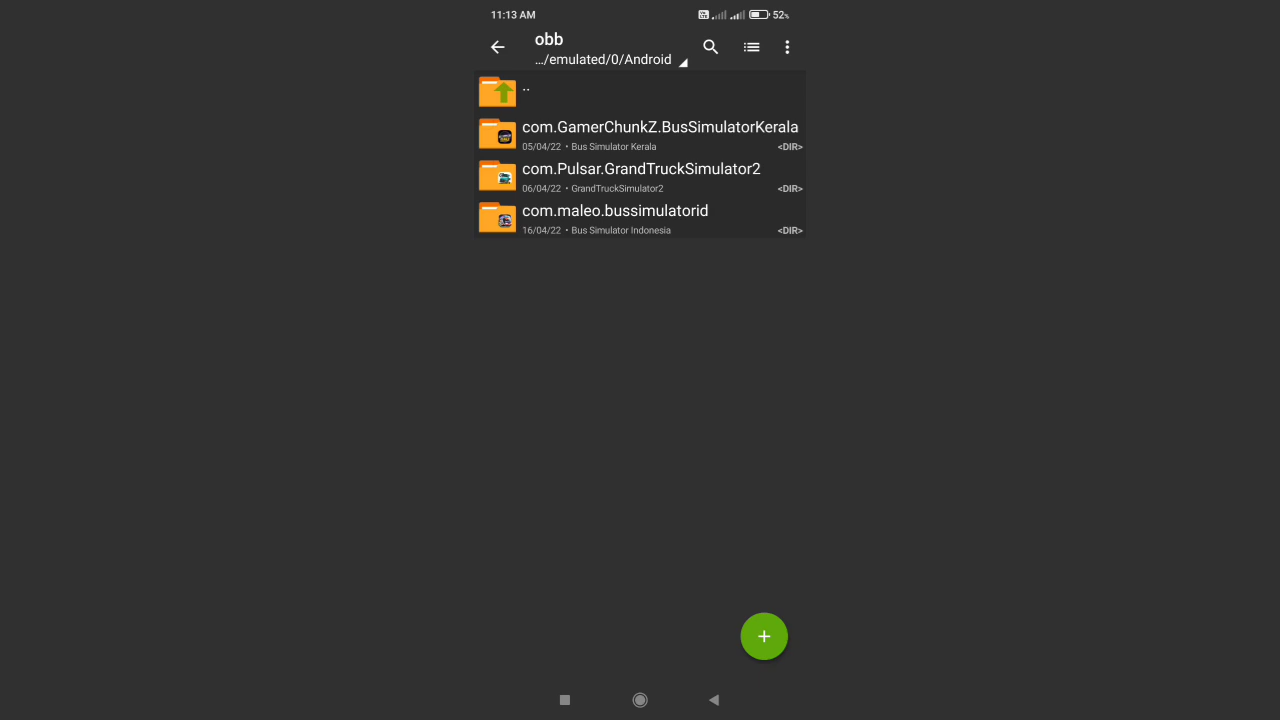 11:13 AM
52%
obb
.../emulated/0/Android
..
com.GamerChunkZ.BusSimulatorKerala
05/04/22 • Bus Simulator Kerala <DIR>
com.Pulsar.GrandTruckSimulator2
06/04/22 • GrandTruckSimulator2 <DIR>
com.maleo.bussimulatorid
16/04/22 • Bus Simulator Indonesia <DIR>